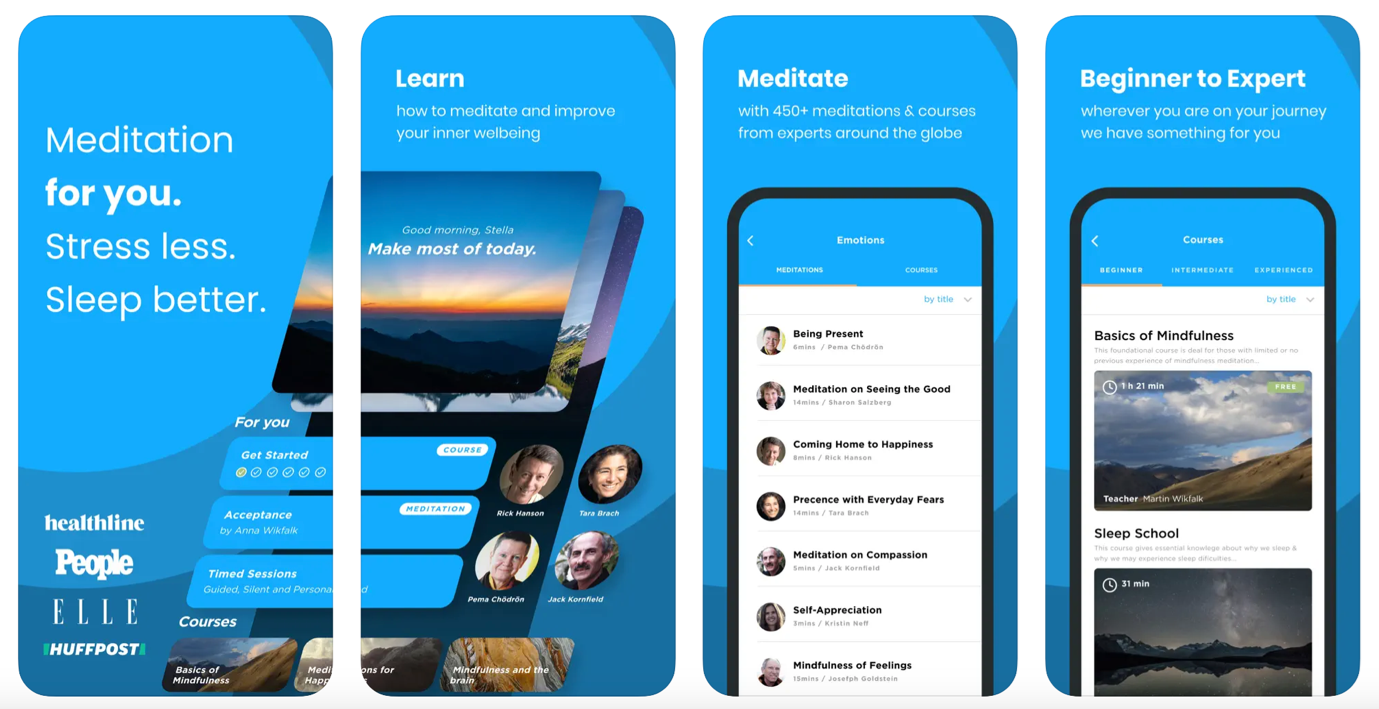 Meditation
for you.
Stress less.
Sleep better.
For you
Get Started
Acceptance
by Anna Wikfalk
Timed Sessions
Guided, Silent and Persona
Courses
Basics of
Mindfulness
Medi
Happ
healthline
People
ELLE
HUFFPOST
Learn
how to meditate and improve
your inner welbeing
Good morning, Stella
Make most of today.
COURSE
MEDITATION
d
Rick Hanson
Tara Brach
Pema Chödrön
Jack Kornfield
ons for
Mindfulness and the
brain
Meditate
with 450+ meditations & courses
from experts around the globe
Emotions
MEDITATIONS
COURSES
by title
Being Present
6mins / Pema Chödrön
Meditation on Seeing the Good
14mins / Sharon Salzberg
Coming Home to Happiness
9mins / Rick Hanson
Precence with Everyday Fears
14mins / Tara Brach
Meditation on Compassion
5mins / Jack Kornfield
Self-Appreciation
3mins / Kristin Neff
Mindfulness of Feelings
15mins / Josefph Goldstein
Beginner to Expert
wherever you are on your journey
we have something for you
Courses
BEGINNER
INTERMEDIATE
EXPERIENCED
by title
Basics of Mindfulness
This foundational course is deal for those with limited or no
previous experience of mindfulness meditation...
1 h 21 min
FREE
Teacher Martin Wikfalk
Sleep School
This course gives essential knowlege about why we sleep &
why we may experience sleep dificulties...
31 min